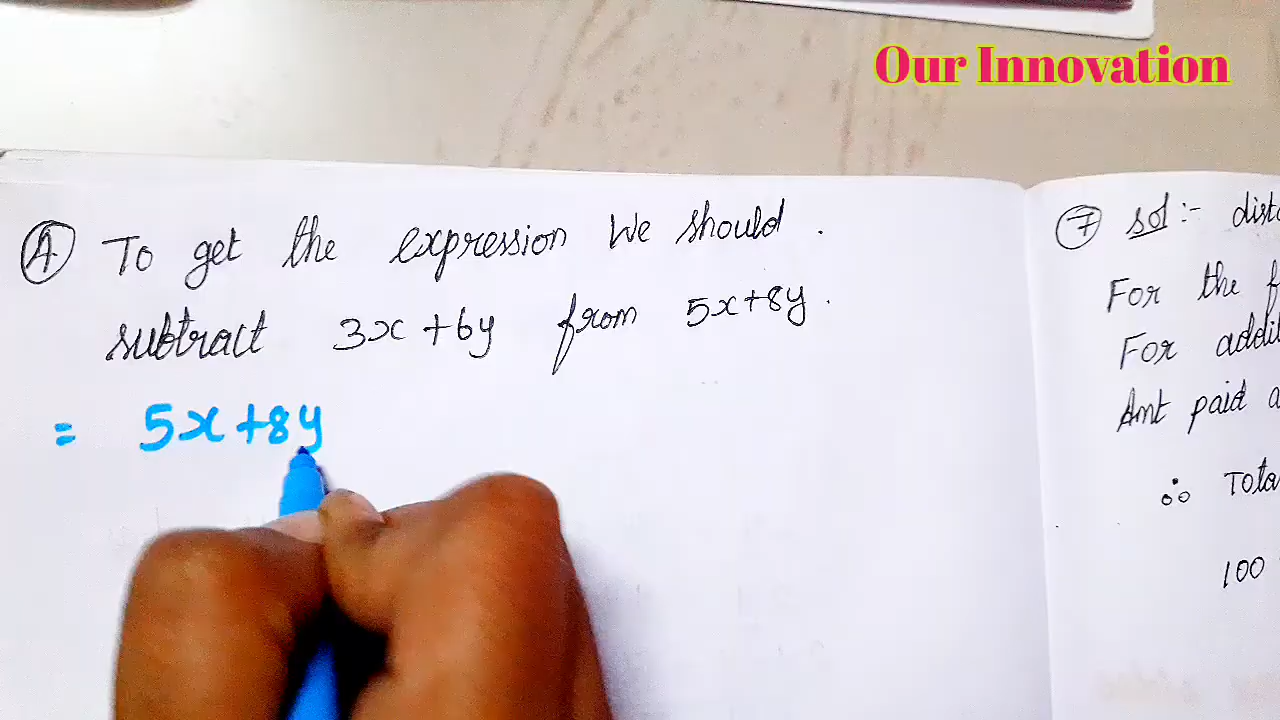 Our Innovation
A To get the expression We should .
subtract 3x + 6y from 5x+8y .
= 5x+8y
7 sol :- dist
For the f
For addi
Amt paid a
∴ Tota
100